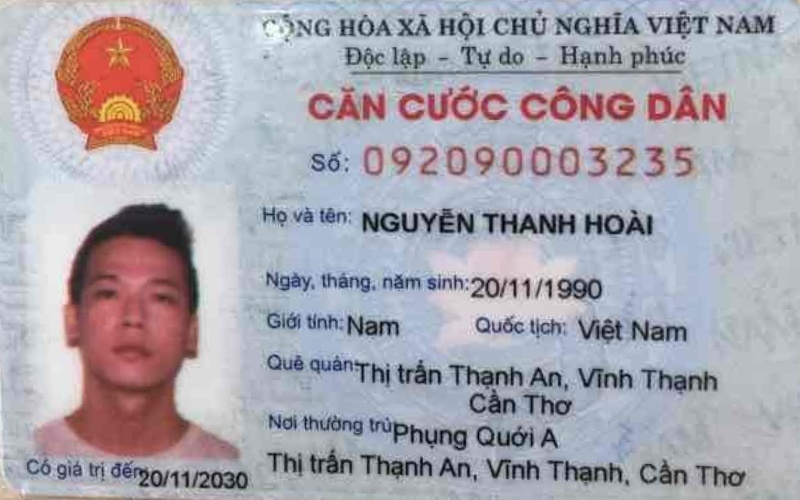 CỘNG HÒA XÃ HỘI CHỦ NGHĨA VIỆT NAM
Độc lập - Tự do - Hạnh phúc
CĂN CƯỚC CÔNG DÂN
Số: 092090003235
Họ và tên: NGUYỄN THANH HOÀI
Ngày, tháng, năm sinh: 20/11/1990
Giới tính: Nam Quốc tịch: Việt Nam
Quê quán: Thị trấn Thạnh An, Vĩnh Thạnh
Cần Thơ
Nơi thường trú: Phụng Quới A
Thị trấn Thạnh An, Vĩnh Thạnh, Cần Thơ
Có giá trị đến: 20/11/2030